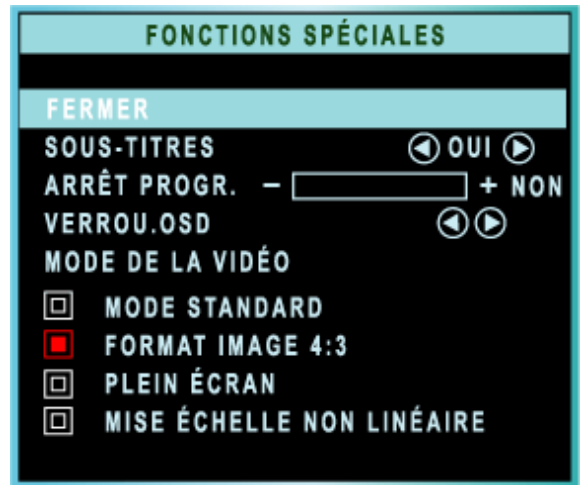 FONCTIONS SPÉCIALES
FERMER
SOUS-TITRES OUI
ARRÊT PROGR. − + NON
VERROU.OSD
MODE DE LA VIDÉO
MODE STANDARD
FORMAT IMAGE 4:3
PLEIN ÉCRAN
MISE ÉCHELLE NON LINÉAIRE